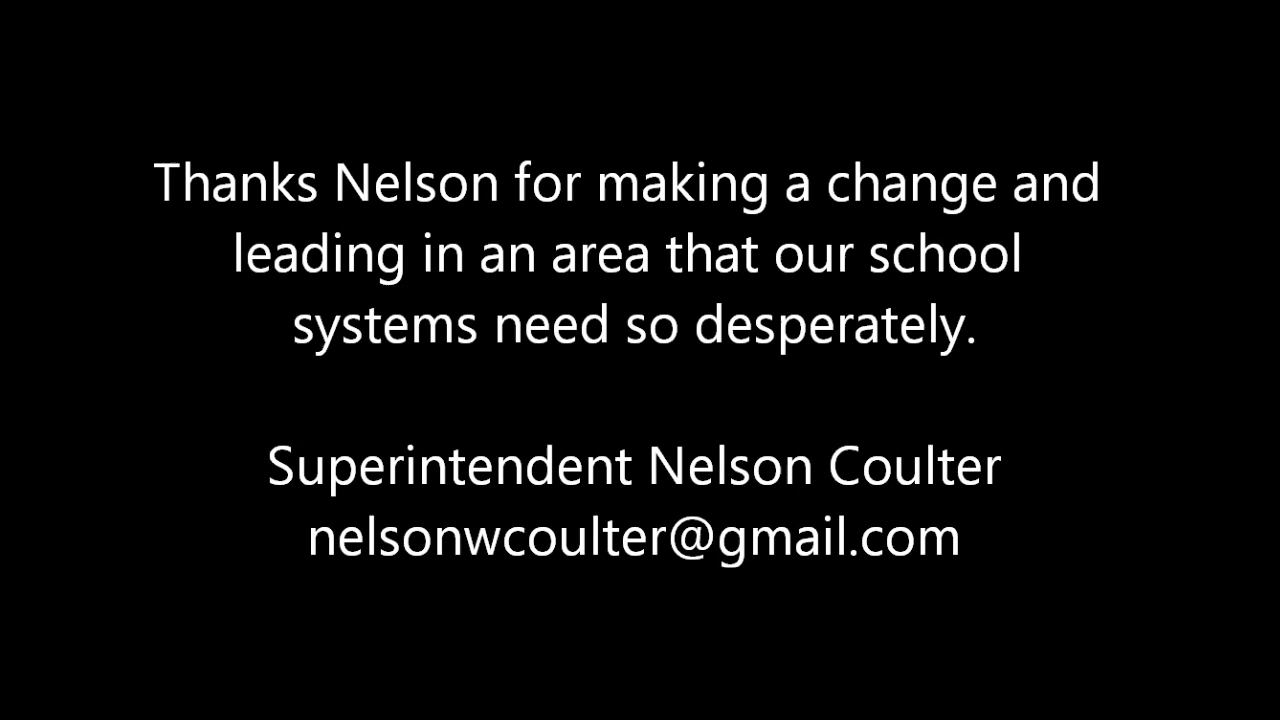 Thanks Nelson for making a change and
leading in an area that our school
systems need so desperately.
Superintendent Nelson Coulter
nelsonwcoulter@gmail.com